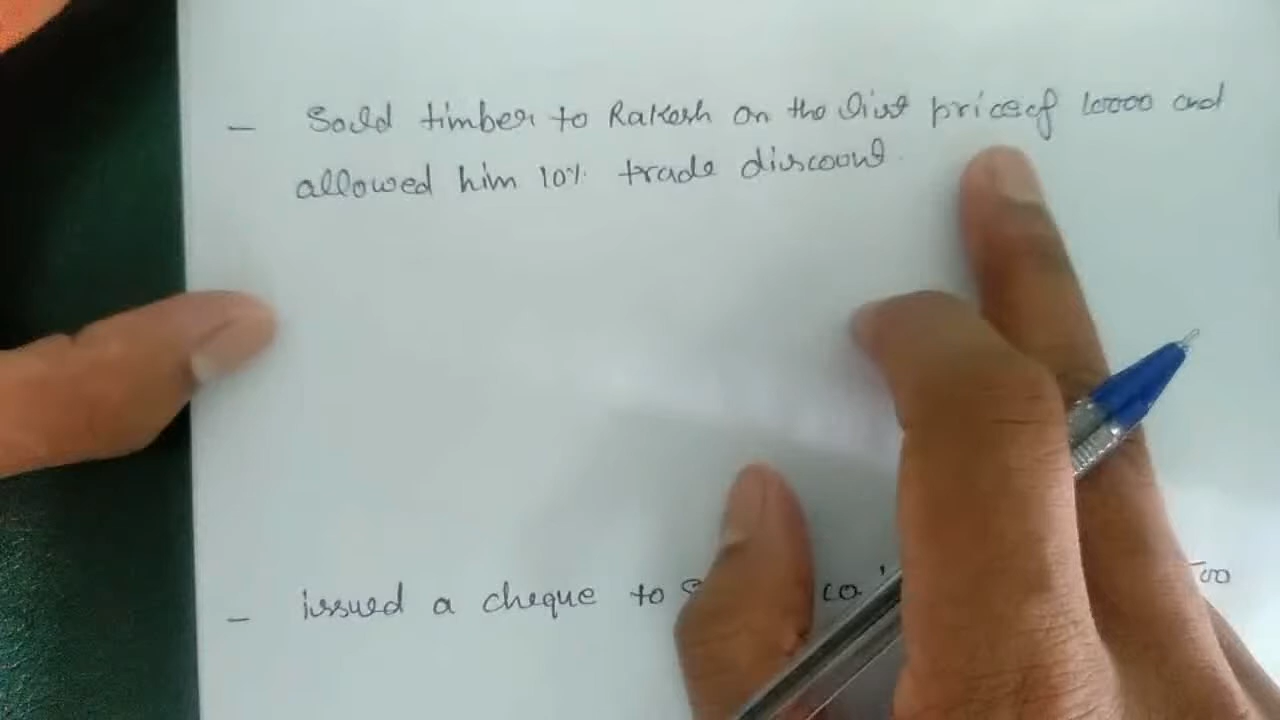 - Sold timber to Rakesh on the list price of 10000 and
allowed him 10% trade discount.
- issued a cheque to co.